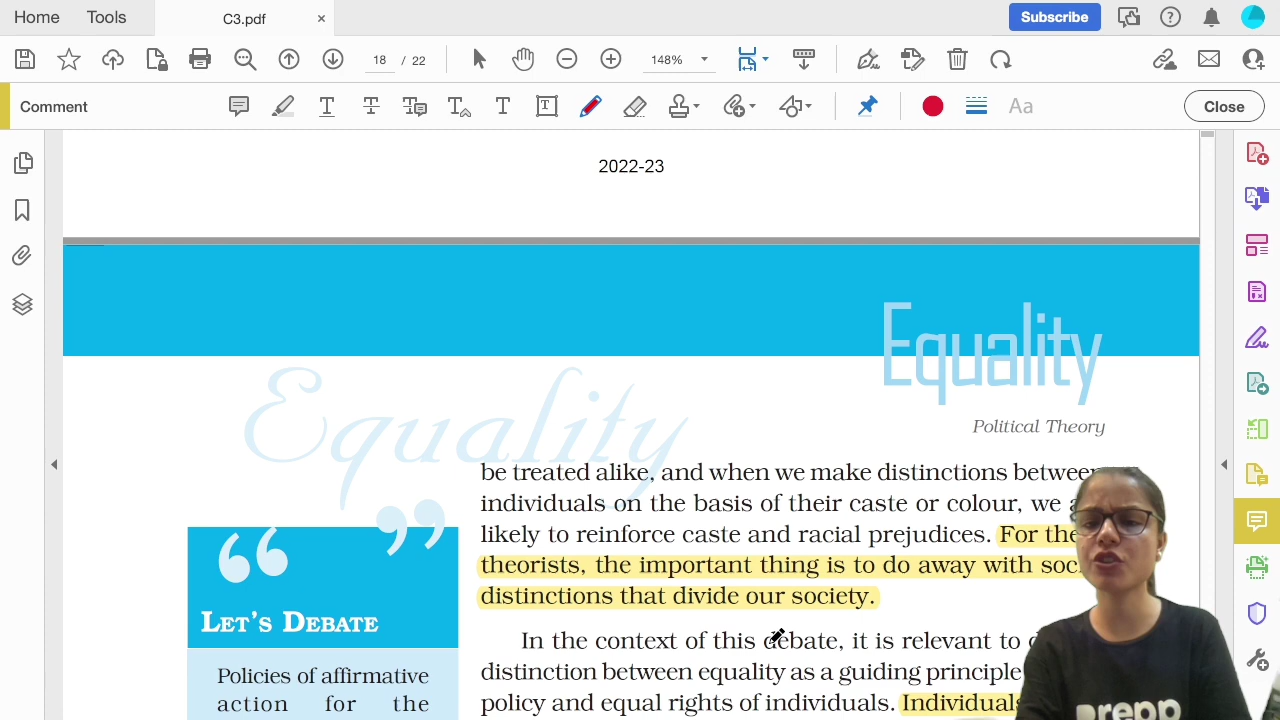 Home Tools C3.pdf × Subscribe
18 / 22 148%
Comment Aa Close
2022-23
Equality
Equality
Political Theory
be treated alike, and when we make distinctions between
individuals on the basis of their caste or colour, we
likely to reinforce caste and racial prejudices. For
theorists, the important thing is to do away with
distinctions that divide our society.
LET'S DEBATE
In the context of this debate, it is relevant to
Policies of affirmative
distinction between equality as a guiding principle
action for the
policy and equal rights of individuals. Individuals
prepp